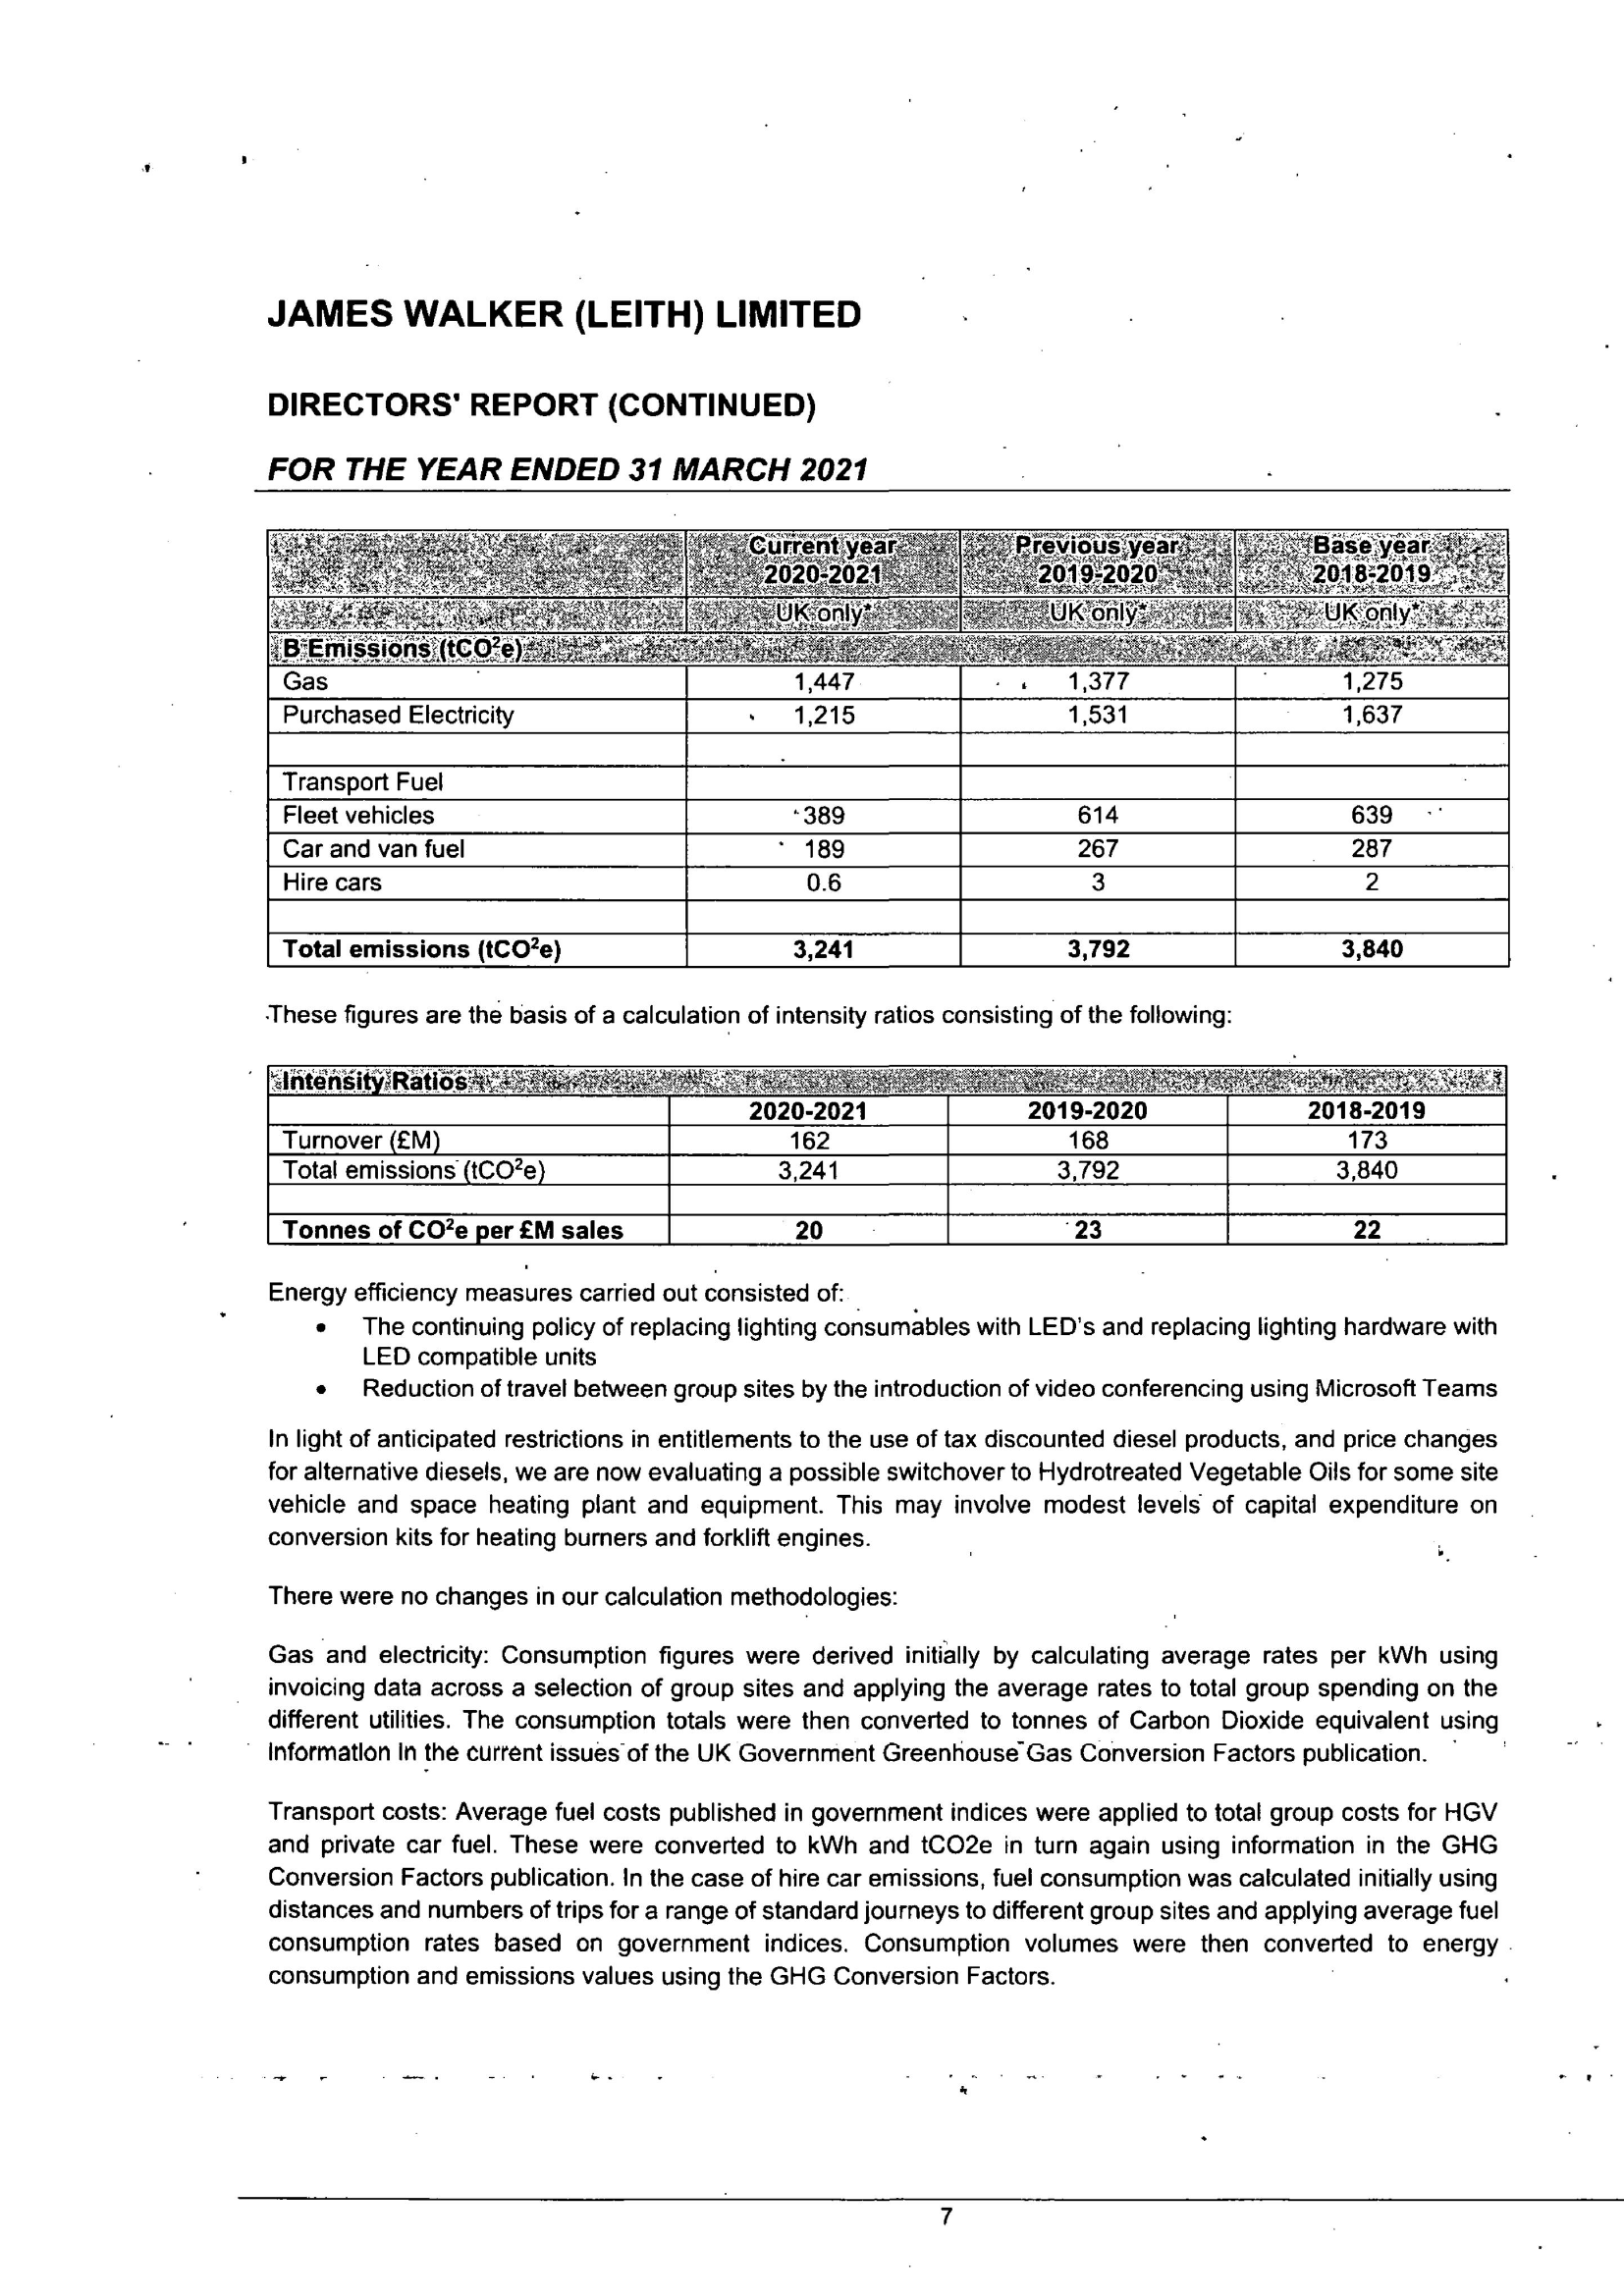 JAMES WALKER (LEITH) LIMITED
DIRECTORS' REPORT (CONTINUED)
FOR THE YEAR ENDED 31 MARCH 2021
Current year Previous year Base year
2020-2021 2019-2020 2018-2019
UK only* UK only* UK only*
B Emissions (tCO²e)
Gas 1,447 1,377 1,275
Purchased Electricity 1,215 1,531 1,637
Transport Fuel
Fleet vehicles 389 614 639
Car and van fuel 189 267 287
Hire cars 0.6 3 2
Total emissions (tCO²e) 3,241 3,792 3,840
These figures are the basis of a calculation of intensity ratios consisting of the following:
Intensity Ratios
2020-2021 2019-2020 2018-2019
Turnover (£M) 162 168 173
Total emissions (tCO²e) 3,241 3,792 3,840
Tonnes of CO²e per £M sales 20 23 22
Energy efficiency measures carried out consisted of:
• The continuing policy of replacing lighting consumables with LED's and replacing lighting hardware with
LED compatible units
• Reduction of travel between group sites by the introduction of video conferencing using Microsoft Teams
In light of anticipated restrictions in entitlements to the use of tax discounted diesel products, and price changes
for alternative diesels, we are now evaluating a possible switchover to Hydrotreated Vegetable Oils for some site
vehicle and space heating plant and equipment. This may involve modest levels of capital expenditure on
conversion kits for heating burners and forklift engines.
There were no changes in our calculation methodologies:
Gas and electricity: Consumption figures were derived initially by calculating average rates per kWh using
invoicing data across a selection of group sites and applying the average rates to total group spending on the
different utilities. The consumption totals were then converted to tonnes of Carbon Dioxide equivalent using
information in the current issues of the UK Government Greenhouse Gas Conversion Factors publication.
Transport costs: Average fuel costs published in government indices were applied to total group costs for HGV
and private car fuel. These were converted to kWh and tCO2e in turn again using information in the GHG
Conversion Factors publication. In the case of hire car emissions, fuel consumption was calculated initially using
distances and numbers of trips for a range of standard journeys to different group sites and applying average fuel
consumption rates based on government indices. Consumption volumes were then converted to energy
consumption and emissions values using the GHG Conversion Factors.
7